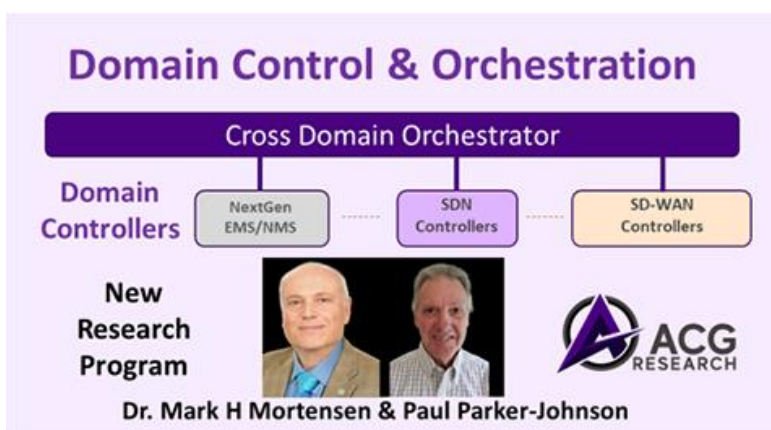 Domain Control & Orchestration
Cross Domain Orchestrator
Domain
Controllers
NextGen
EMS/NMS
SDN
Controllers
SD-WAN
Controllers
New
Research
Program
ACG
RESEARCH
Dr. Mark H Mortensen & Paul Parker-Johnson